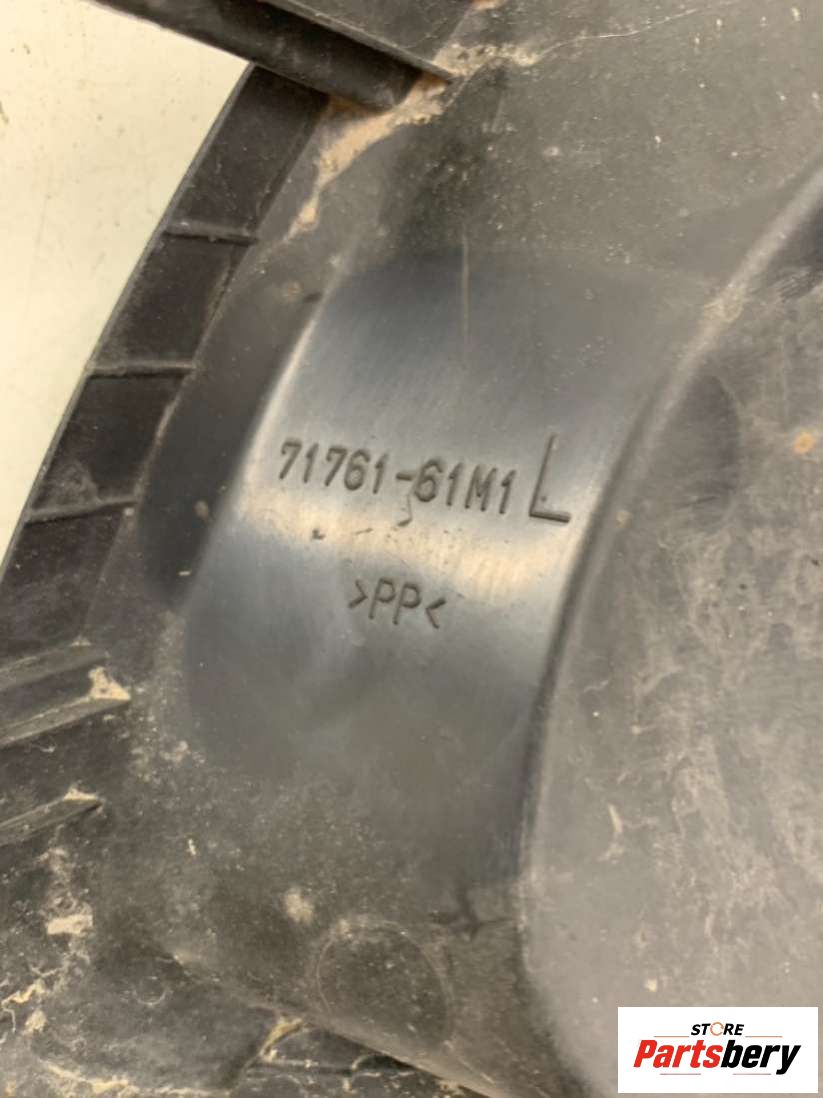 71761-61M1 L
>PP<
STORE
Partsbery